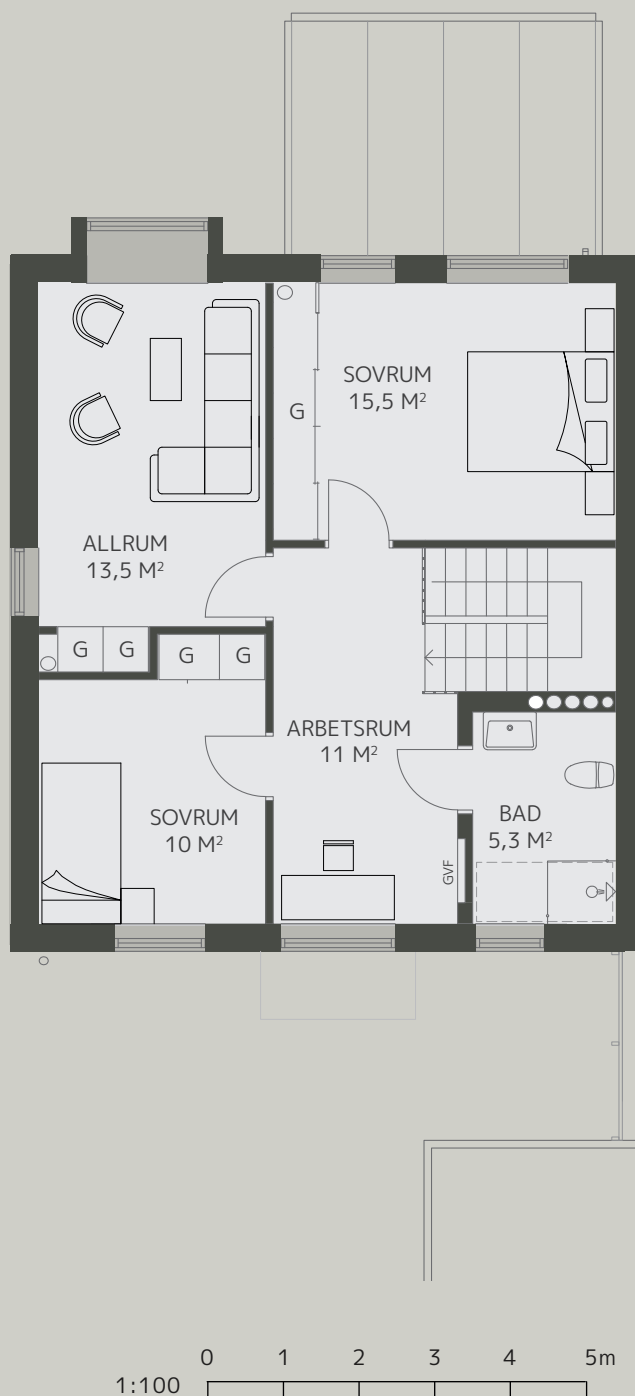 SOVRUM
15,5 M²
G
ALLRUM
13,5 M²
G G G G
ARBETSRUM
11 M²
SOVRUM
10 M²
BAD
5,3 M²
GVF
0 1 2 3 4 5m
1:100